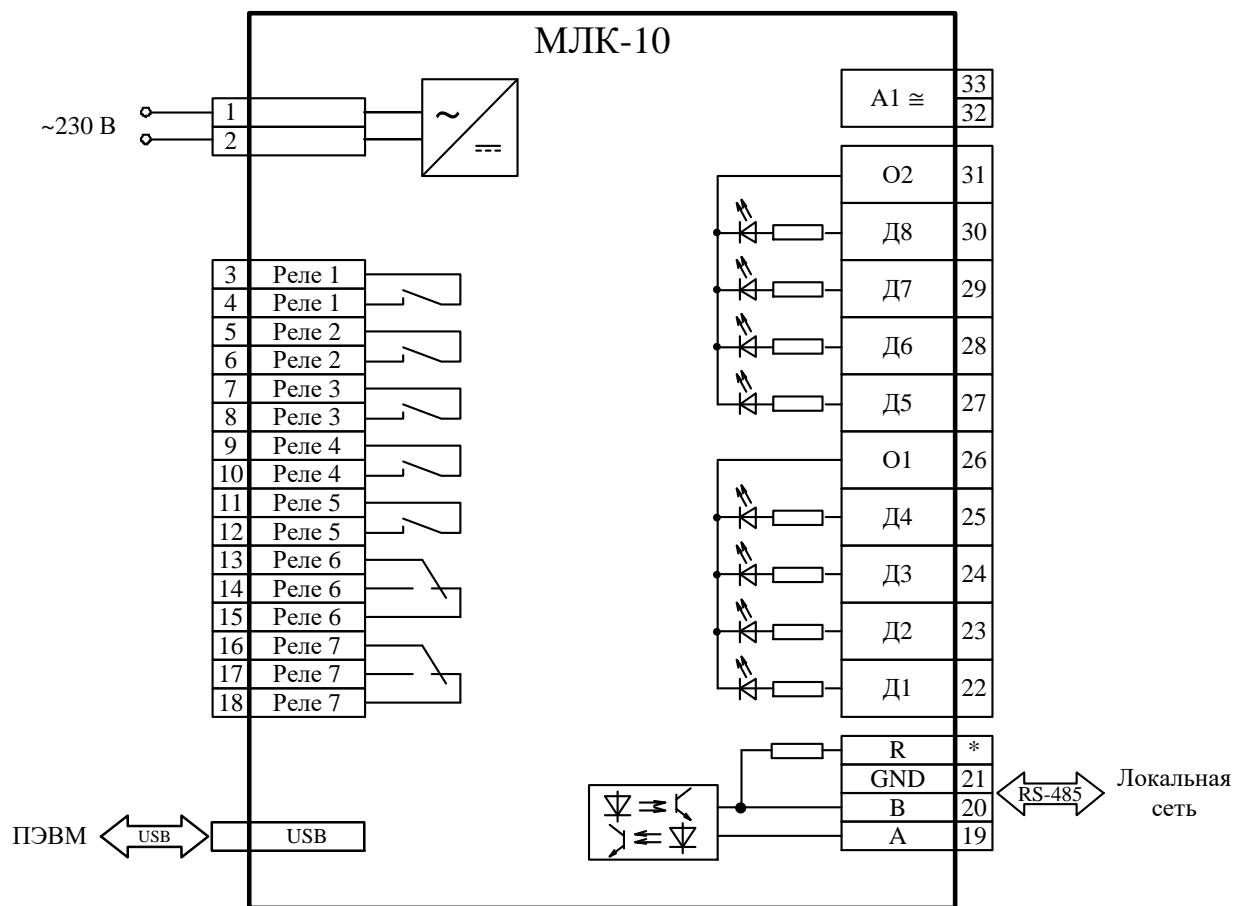 МЛК-10
~230 В
1
2
~
3 Реле 1
4 Реле 1
5 Реле 2
6 Реле 2
7 Реле 3
8 Реле 3
9 Реле 4
10 Реле 4
11 Реле 5
12 Реле 5
13 Реле 6
14 Реле 6
15 Реле 6
16 Реле 7
17 Реле 7
18 Реле 7
ПЭВМ USB USB
A1 ≅ 33
32
О2 31
Д8 30
Д7 29
Д6 28
Д5 27
О1 26
Д4 25
Д3 24
Д2 23
Д1 22
R *
GND 21
B 20
A 19
RS-485
Локальная
сеть